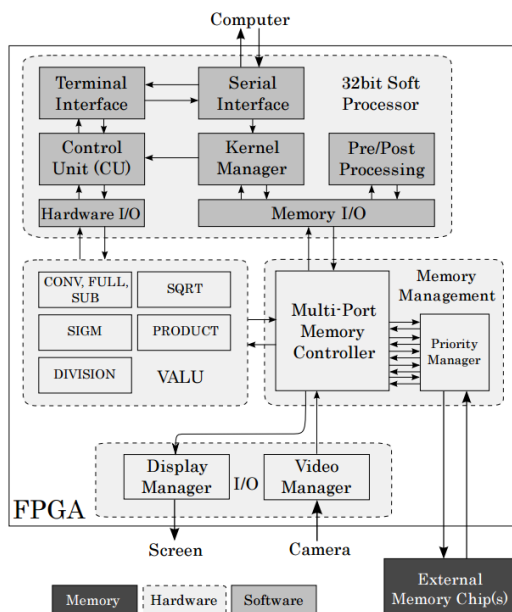 Computer
Terminal
Interface
Serial
Interface
32bit Soft
Processor
Control
Unit (CU)
Kernel
Manager
Pre/Post
Processing
Hardware I/O
Memory I/O
CONV, FULL,
SUB
SQRT
SIGM
PRODUCT
DIVISION
VALU
Memory
Management
Multi-Port
Memory
Controller
Priority
Manager
Display
Manager
I/O
Video
Manager
FPGA
Screen
Camera
External
Memory Chip(s)
Memory
Hardware
Software